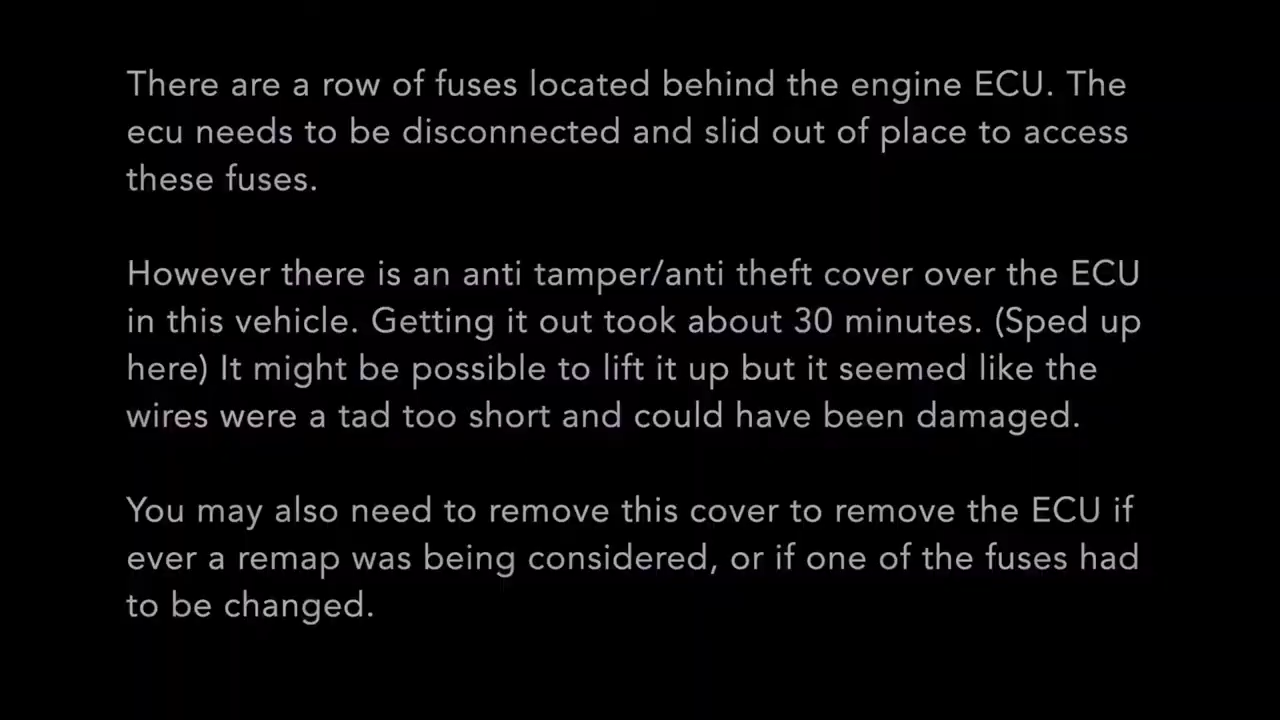 There are a row of fuses located behind the engine ECU. The
ecu needs to be disconnected and slid out of place to access
these fuses.
However there is an anti tamper/anti theft cover over the ECU
in this vehicle. Getting it out took about 30 minutes. (Sped up
here) It might be possible to lift it up but it seemed like the
wires were a tad too short and could have been damaged.
You may also need to remove this cover to remove the ECU if
ever a remap was being considered, or if one of the fuses had
to be changed.